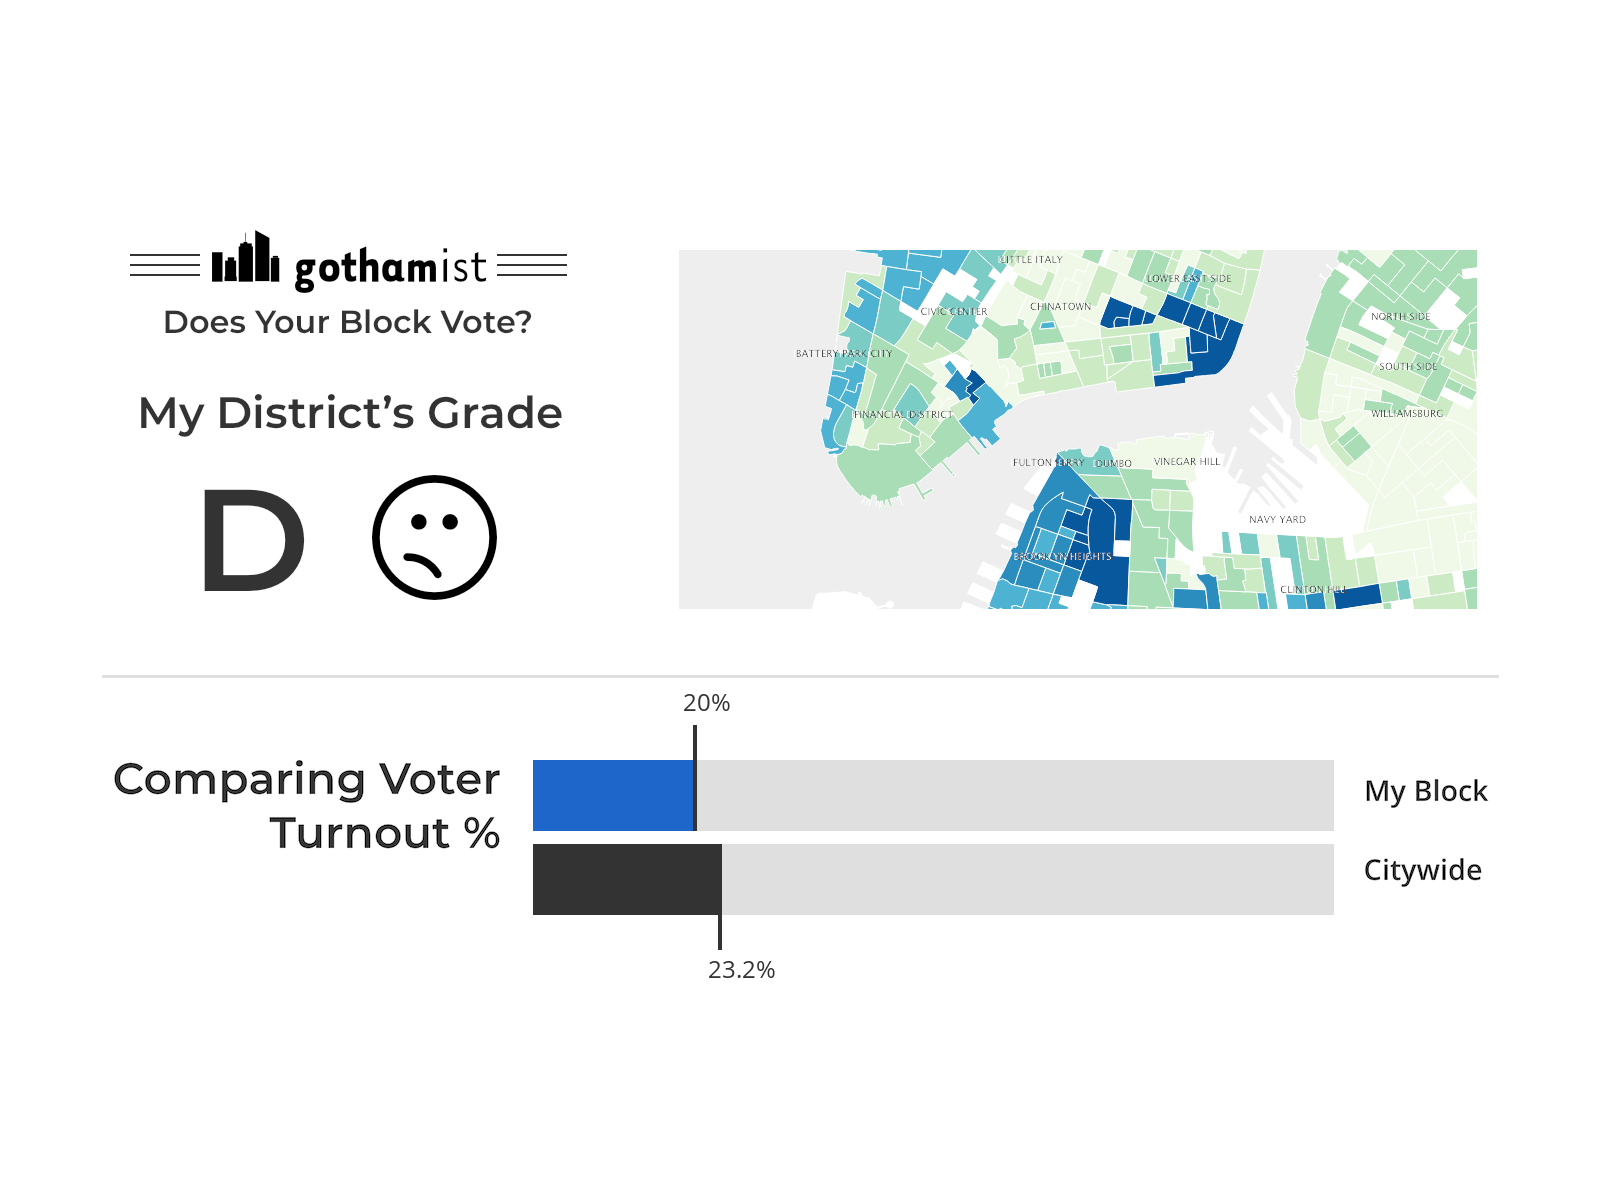 gothamist
Does Your Block Vote?
My District’s Grade
D
LITTLE ITALY
LOWER EAST SIDE
CHINATOWN
CIVIC CENTER
NORTH SIDE
BATTERY PARK CITY
SOUTH SIDE
FINANCIAL DISTRICT
WILLIAMSBURG
FULTON FERRY
DUMBO
VINEGAR HILL
NAVY YARD
BROOKLYN HEIGHTS
CLINTON HILL
20%
Comparing Voter
Turnout %
My Block
Citywide
23.2%